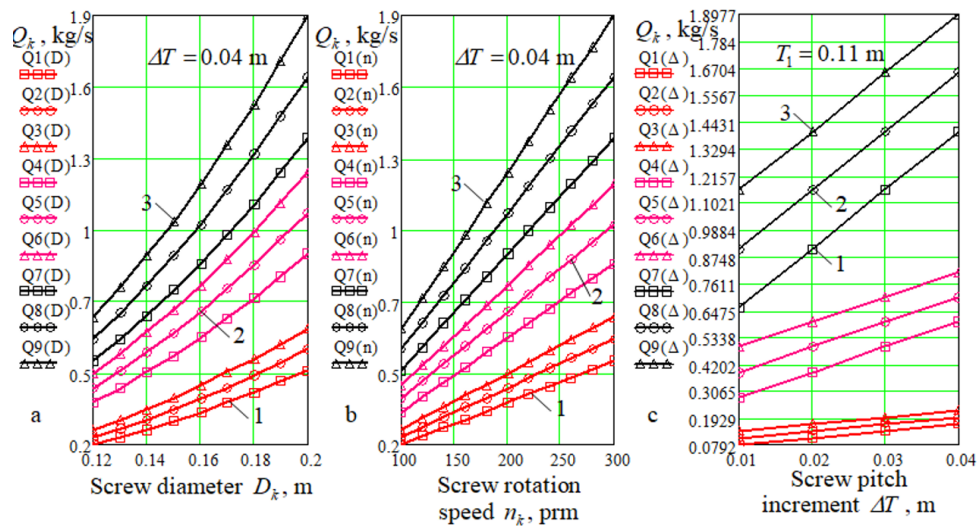 Q_k, kg/s
1.9
1.6
1.3
1
0.7
0.5
0.2
Q1(D)
Q2(D)
Q3(D)
Q4(D)
Q5(D)
Q6(D)
Q7(D)
Q8(D)
Q9(D)
ΔT = 0.04 m
3
2
1
a
0.12 0.14 0.16 0.18 0.2
Screw diameter D_k, m
Q_k, kg/s
1.9
1.6
1.3
1
0.7
0.5
0.2
Q1(n)
Q2(n)
Q3(n)
Q4(n)
Q5(n)
Q6(n)
Q7(n)
Q8(n)
Q9(n)
ΔT = 0.04 m
3
2
1
b
100 150 200 250 300
Screw rotation
speed n_k, prm
Q_k, kg/s
1.8977
1.784
1.6704
1.5567
1.4431
1.3294
1.2157
1.1021
0.9884
0.8748
0.7611
0.6475
0.5338
0.4202
0.3065
0.1929
0.0792
Q1(Δ)
Q2(Δ)
Q3(Δ)
Q4(Δ)
Q5(Δ)
Q6(Δ)
Q7(Δ)
Q8(Δ)
Q9(Δ)
T₁ = 0.11 m
3
2
1
c
0.01 0.02 0.03 0.04
Screw pitch
increment ΔT, m